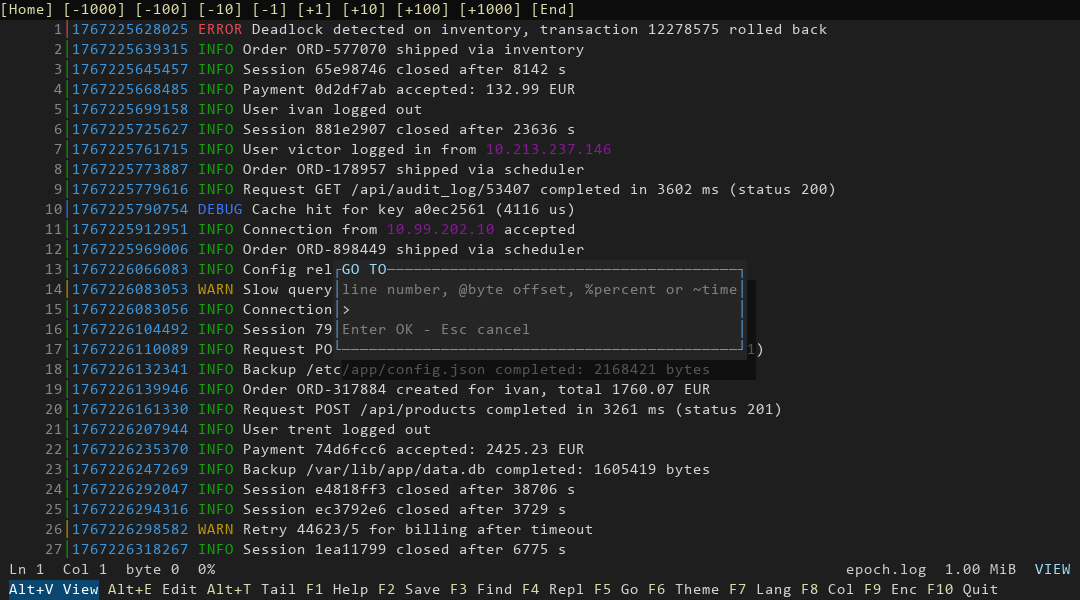 [Home] [-1000] [-100] [-10] [-1] [+1] [+10] [+100] [+1000] [End]
1|1767225628025 ERROR Deadlock detected on inventory, transaction 12278575 rolled back
2|1767225639315 INFO Order ORD-577070 shipped via inventory
3|1767225645457 INFO Session 65e98746 closed after 8142 s
4|1767225668485 INFO Payment 0d2df7ab accepted: 132.99 EUR
5|1767225699158 INFO User ivan logged out
6|1767225725627 INFO Session 881e2907 closed after 23636 s
7|1767225761715 INFO User victor logged in from 10.213.237.146
8|1767225773887 INFO Order ORD-178957 shipped via scheduler
9|1767225779616 INFO Request GET /api/audit_log/53407 completed in 3602 ms (status 200)
10|1767225790754 DEBUG Cache hit for key a0ec2561 (4116 us)
11|1767225912951 INFO Connection from 10.99.202.10 accepted
12|1767225969006 INFO Order ORD-898449 shipped via scheduler
13|1767226066083 INFO Config rel GO TO
14|1767226083053 WARN Slow query line number, @byte offset, %percent or ~time
15|1767226083056 INFO Connection >
16|1767226104492 INFO Session 79 Enter OK - Esc cancel
17|1767226110089 INFO Request PO 1)
18|1767226132341 INFO Backup /etc/app/config.json completed: 2168421 bytes
19|1767226139946 INFO Order ORD-317884 created for ivan, total 1760.07 EUR
20|1767226161330 INFO Request POST /api/products completed in 3261 ms (status 201)
21|1767226207944 INFO User trent logged out
22|1767226235370 INFO Payment 74d6fcc6 accepted: 2425.23 EUR
23|1767226247269 INFO Backup /var/lib/app/data.db completed: 1605419 bytes
24|1767226292047 INFO Session e4818ff3 closed after 38706 s
25|1767226294316 INFO Session ec3792e6 closed after 3729 s
26|1767226298582 WARN Retry 44623/5 for billing after timeout
27|1767226318267 INFO Session 1ea11799 closed after 6775 s
Ln 1  Col 1  byte 0  0%  epoch.log  1.00 MiB  VIEW
Alt+V View Alt+E Edit Alt+T Tail F1 Help F2 Save F3 Find F4 Repl F5 Go F6 Theme F7 Lang F8 Col F9 Enc F10 Quit